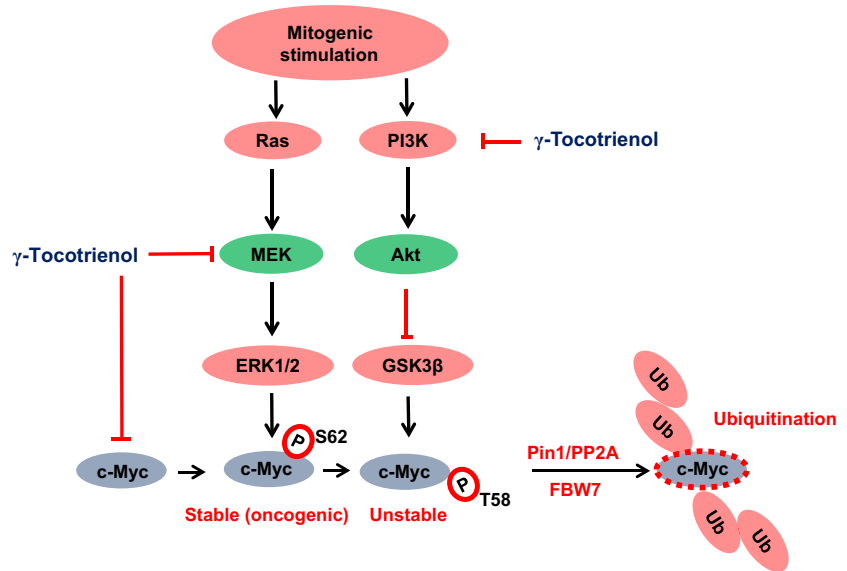 Mitogenic
stimulation
Ras
PI3K
γ-Tocotrienol
γ-Tocotrienol
MEK
Akt
ERK1/2
GSK3β
P
S62
c-Myc
c-Myc
c-Myc
P
T58
Stable (oncogenic)
Unstable
Pin1/PP2A
FBW7
Ub
Ub
Ubiquitination
c-Myc
Ub
Ub